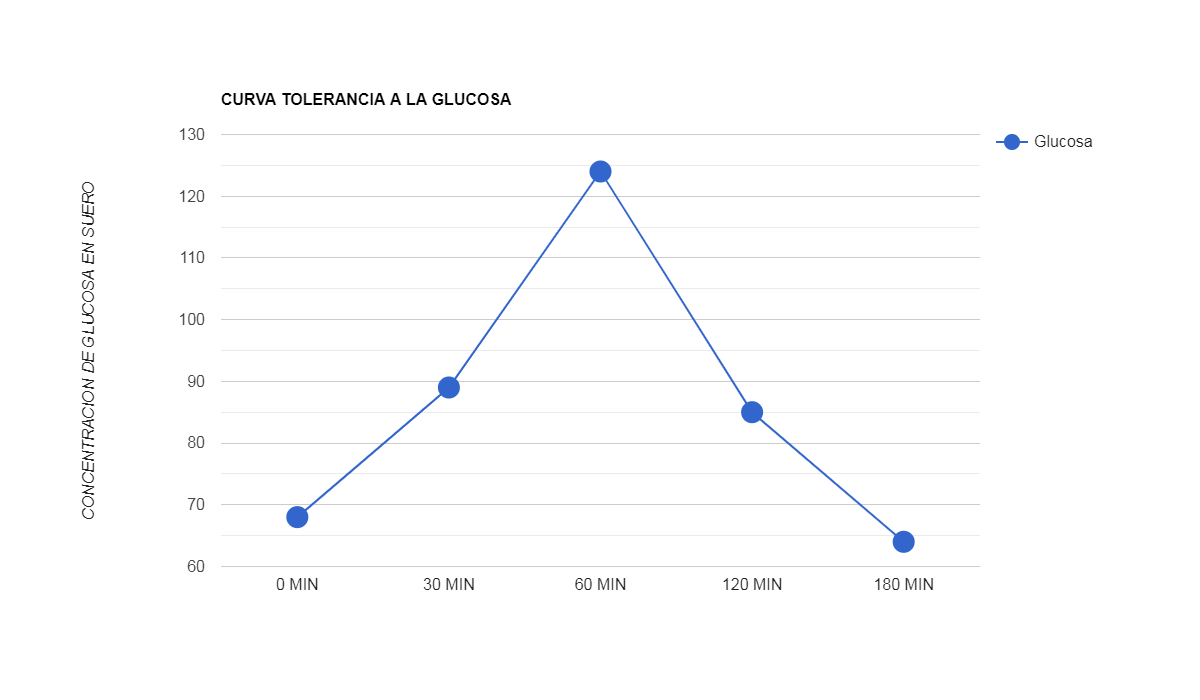 CURVA TOLERANCIA A LA GLUCOSA
Glucosa
CONCENTRACION DE GLUCOSA EN SUERO
130
120
110
100
90
80
70
60
0 MIN 30 MIN 60 MIN 120 MIN 180 MIN